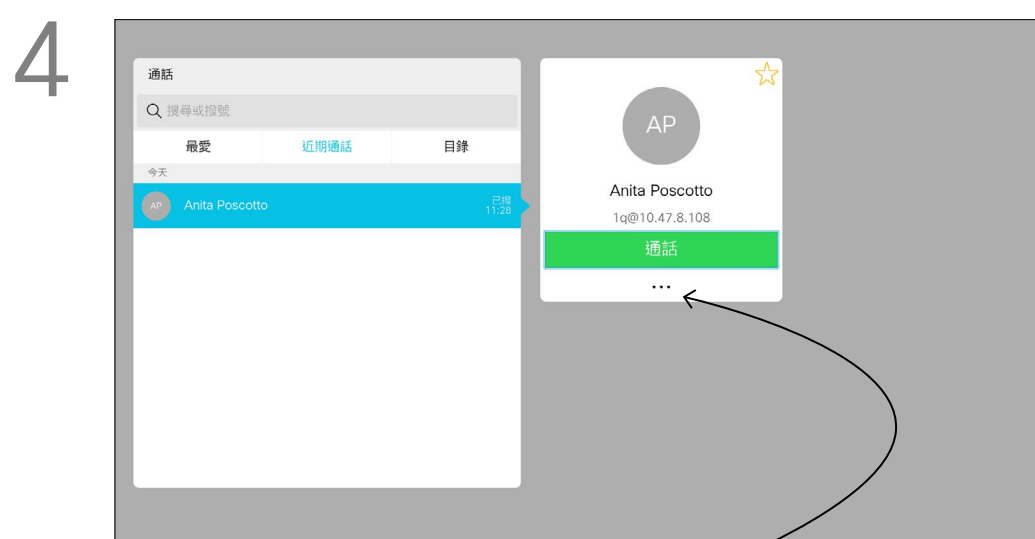 4
通話
搜尋或撥號
最愛 近期通話 目錄
今天
AP Anita Poscotto 已撥 11:28
AP
Anita Poscotto
1q@10.47.8.108
通話
...